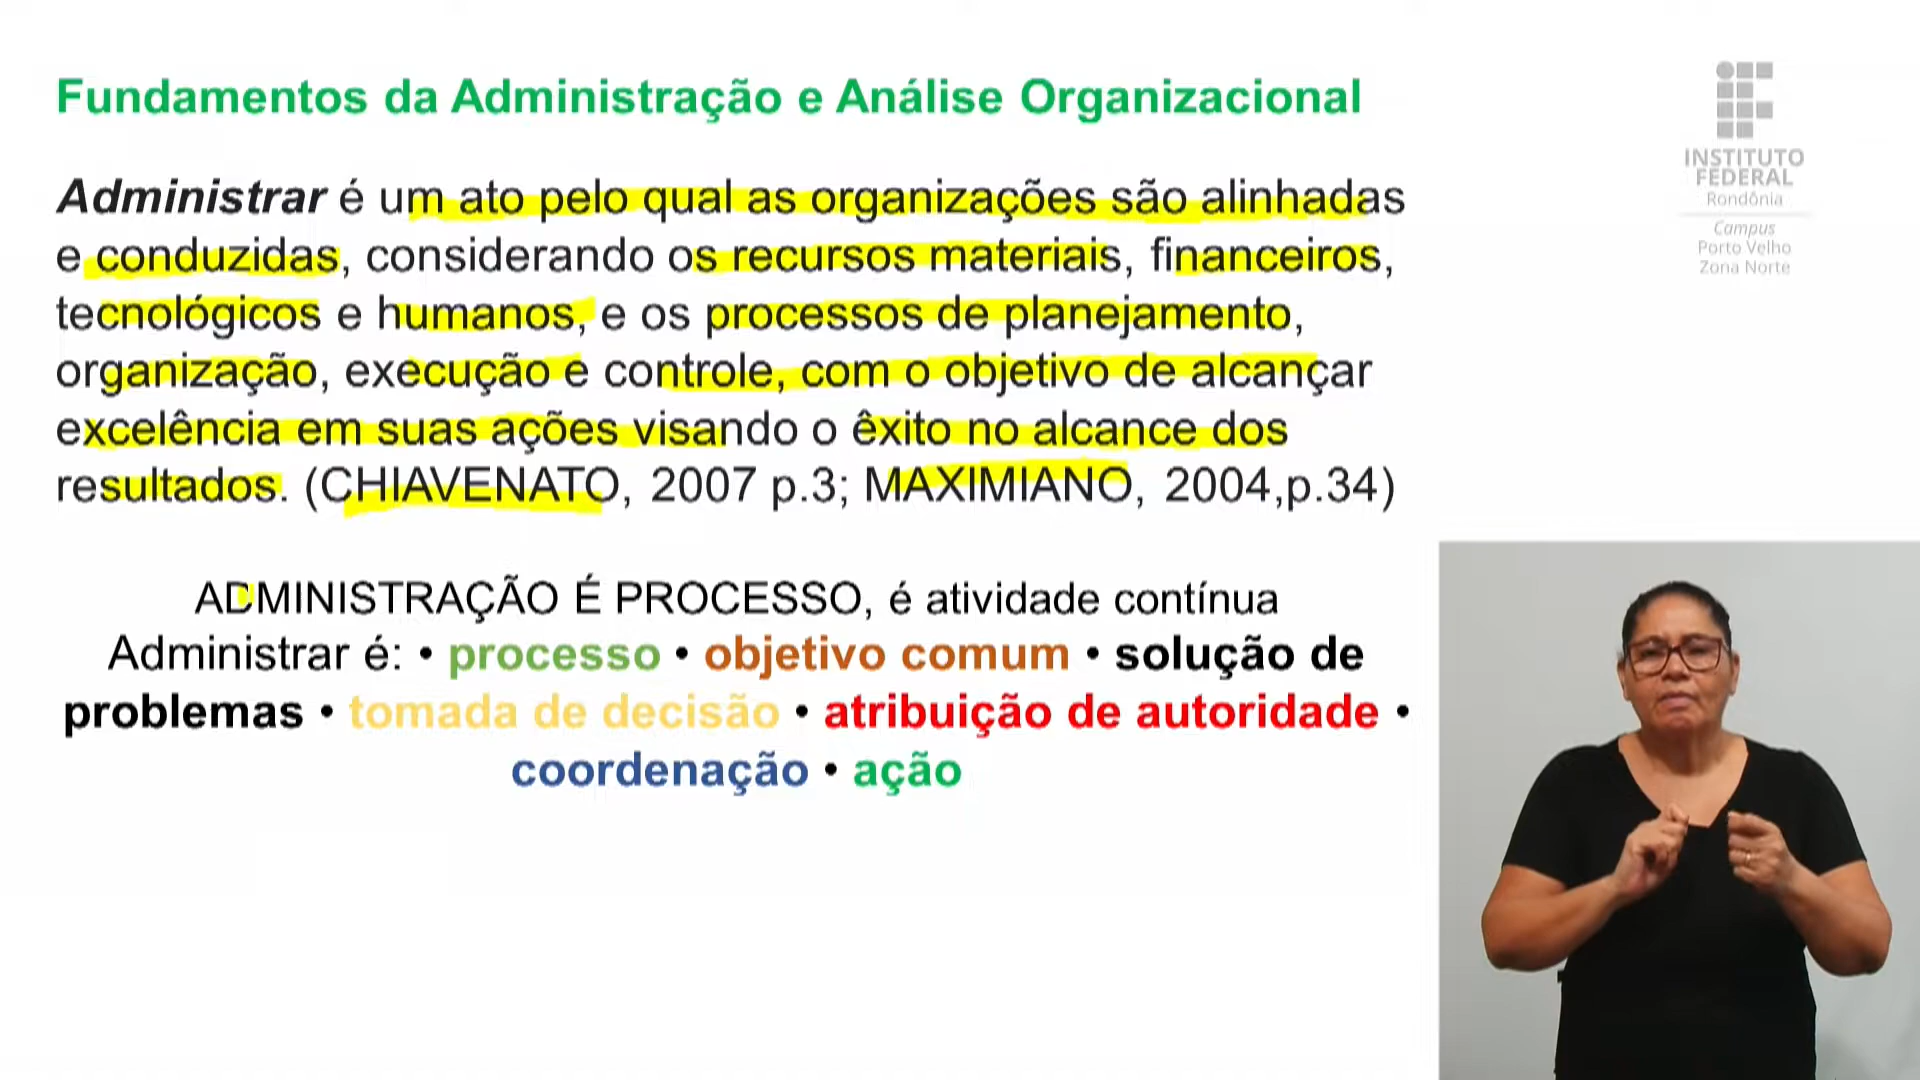 Fundamentos da Administração e Análise Organizacional
INSTITUTO
FEDERAL
Rondônia
Campus
Porto Velho
Zona Norte
Administrar é um ato pelo qual as organizações são alinhadas
e conduzidas, considerando os recursos materiais, financeiros,
tecnológicos e humanos, e os processos de planejamento,
organização, execução e controle, com o objetivo de alcançar
excelência em suas ações visando o êxito no alcance dos
resultados. (CHIAVENATO, 2007 p.3; MAXIMIANO, 2004,p.34)
ADMINISTRAÇÃO É PROCESSO, é atividade contínua
Administrar é: • processo • objetivo comum • solução de
problemas • tomada de decisão • atribuição de autoridade •
coordenação • ação